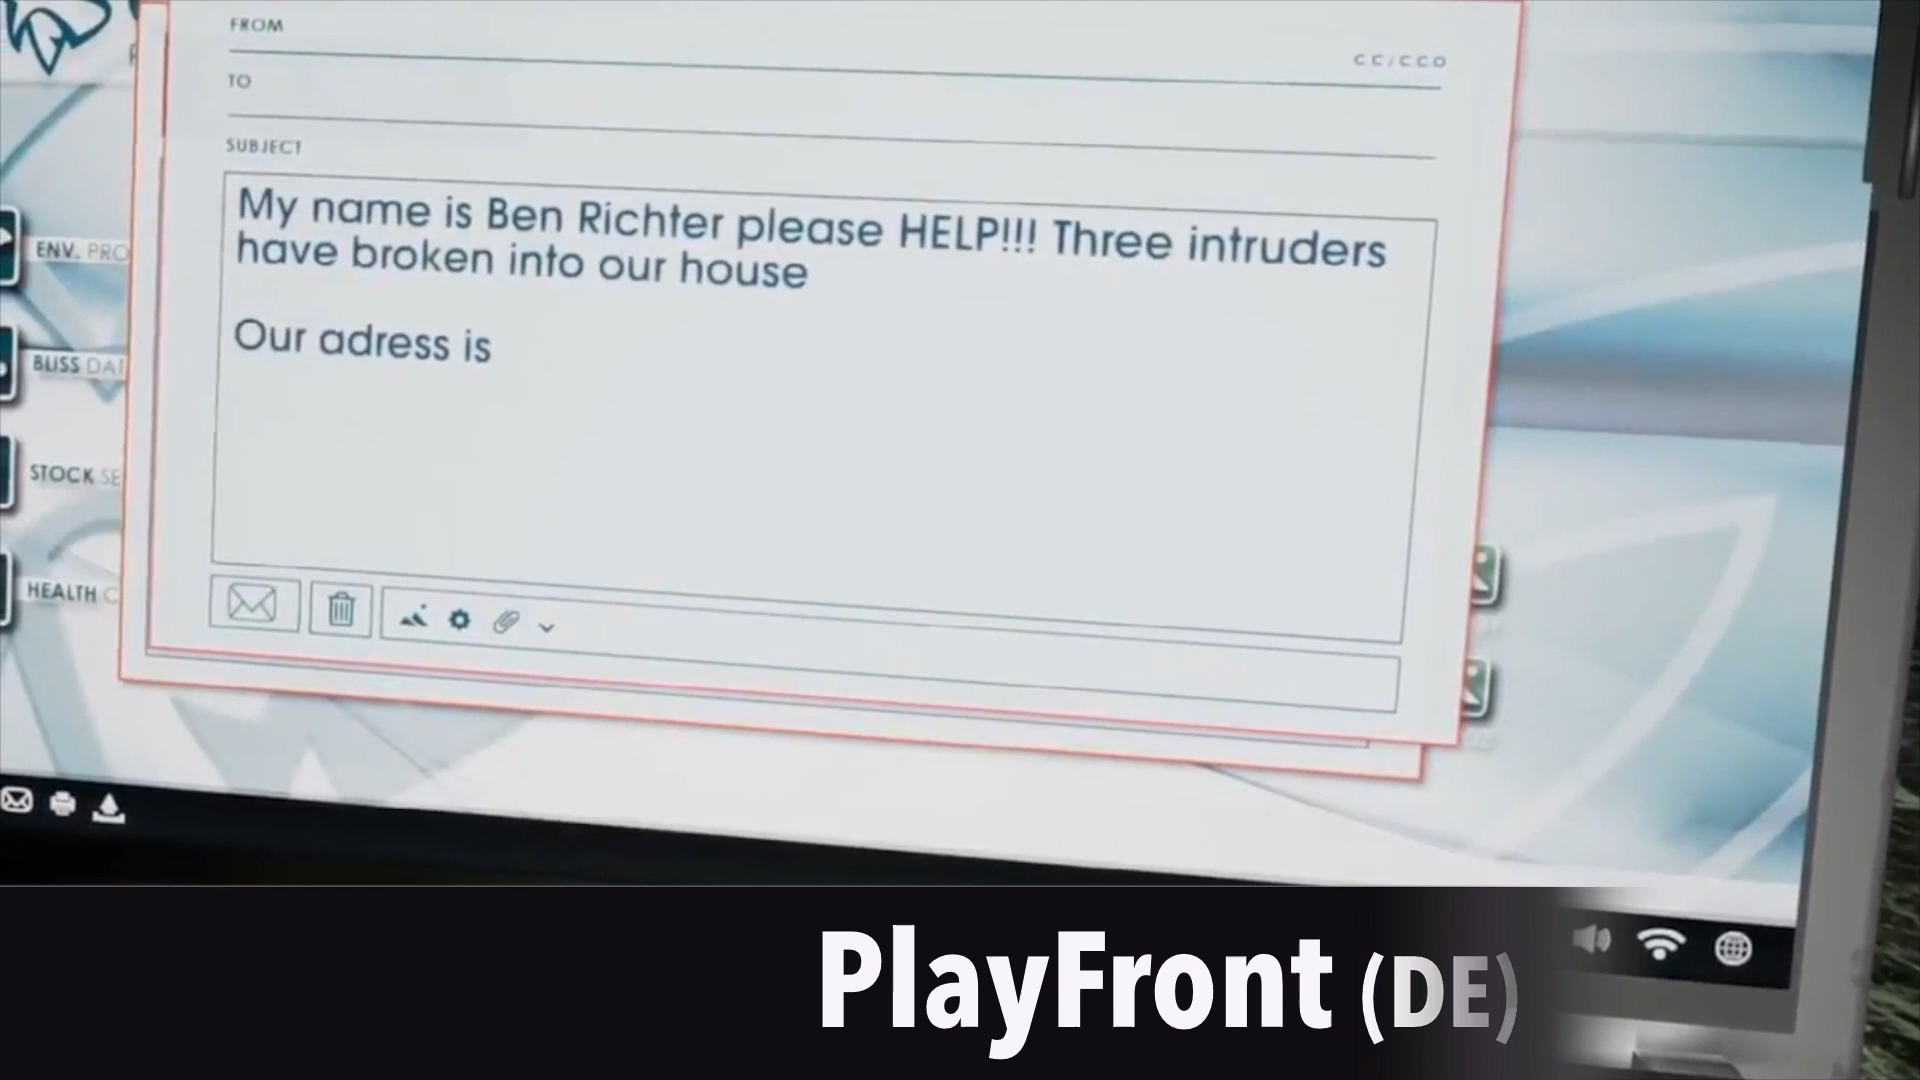 FROM
CC/CCO
TO
SUBJECT
My name is Ben Richter please HELP!!! Three intruders
have broken into our house
Our adress is
ENV. PRO
BLISS DAT
STOCK SE
HEALTH C
PlayFront (DE)